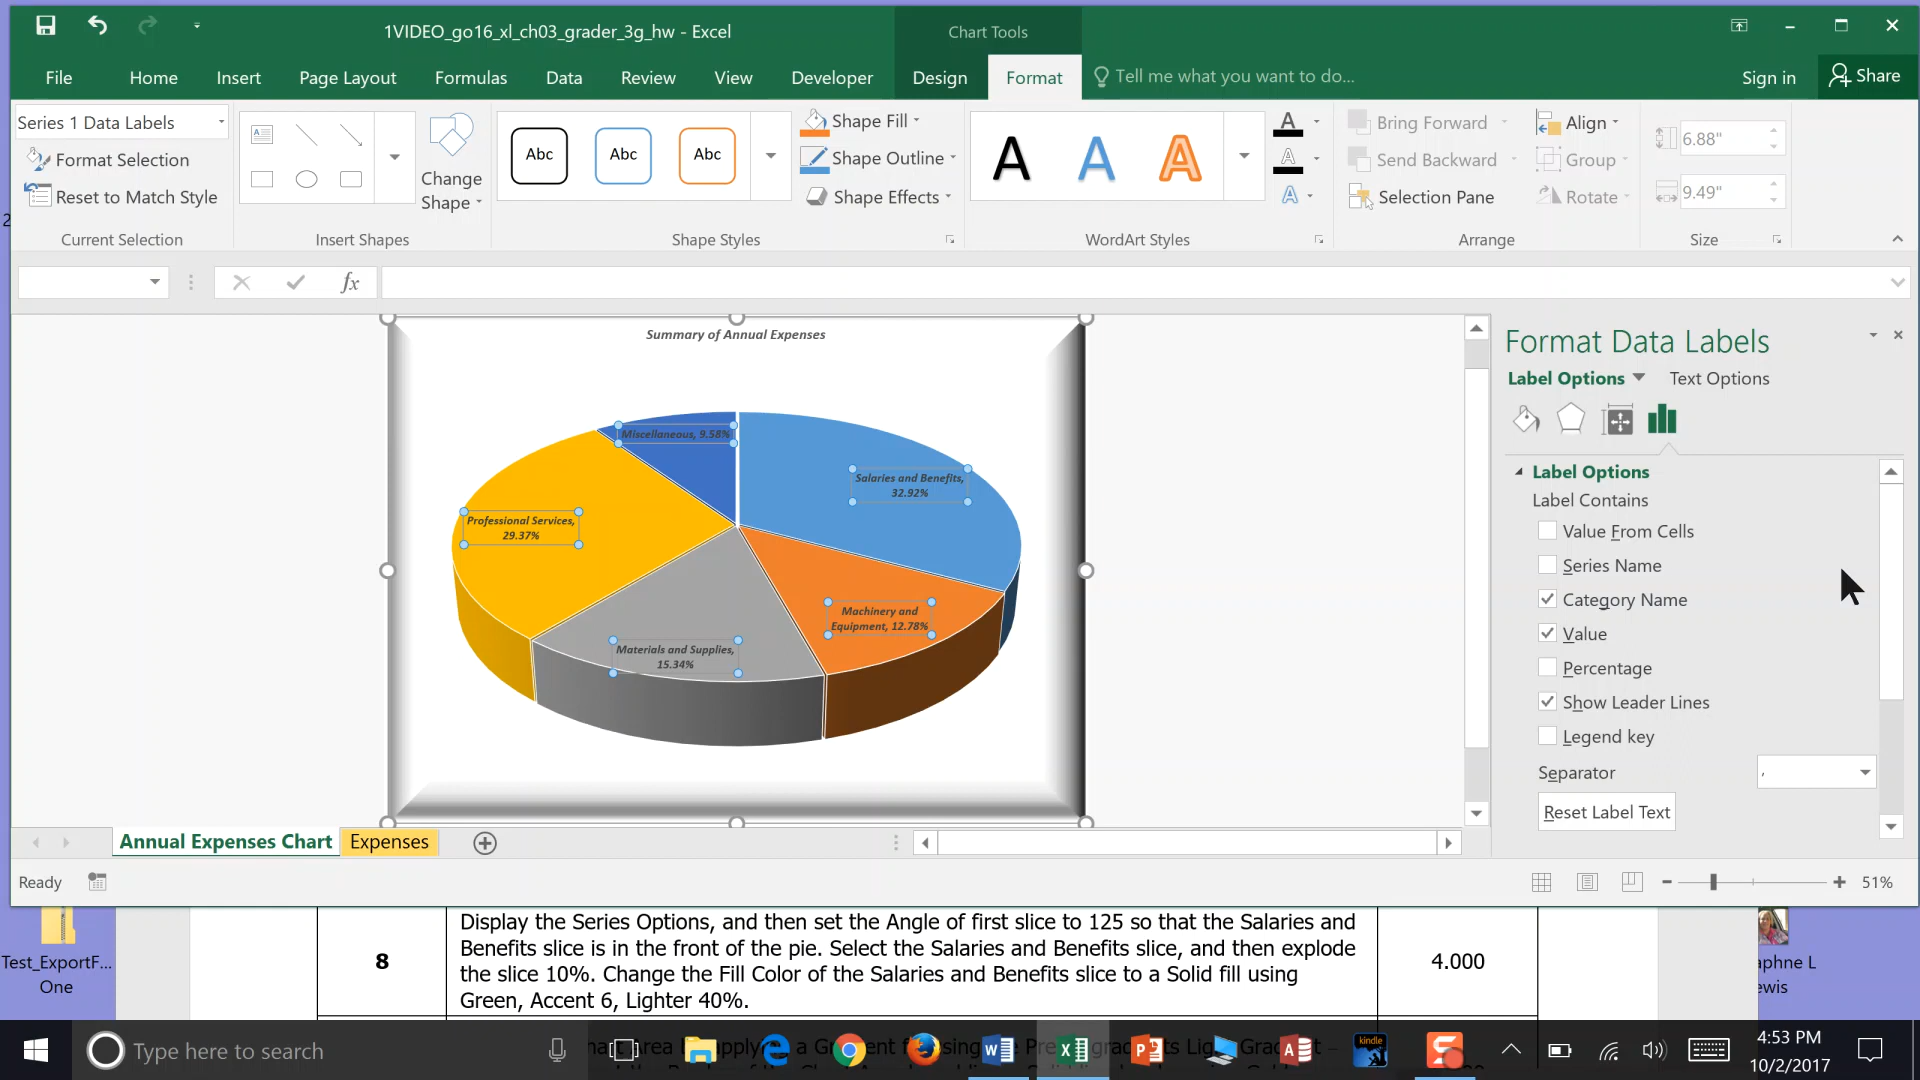 1VIDEO_go16_xl_ch03_grader_3g_hw - Excel
Chart Tools
File Home Insert Page Layout Formulas Data Review View Developer Design Format Tell me what you want to do... Sign in Share
Series 1 Data Labels
Format Selection
Reset to Match Style
Current Selection
Change
Shape
Insert Shapes
Abc Abc Abc
Shape Fill
Shape Outline
Shape Effects
Shape Styles
A A A
A
A
A
WordArt Styles
Bring Forward
Send Backward
Selection Pane
Align
Group
Rotate
Arrange
6.88"
9.49"
Size
fx
Summary of Annual Expenses
Miscellaneous, 9.58%
Salaries and Benefits,
32.92%
Professional Services,
29.37%
Machinery and
Equipment, 12.78%
Materials and Supplies,
15.34%
Format Data Labels
Label Options Text Options
Label Options
Label Contains
Value From Cells
Series Name
Category Name
Value
Percentage
Show Leader Lines
Legend key
Separator ,
Reset Label Text
Annual Expenses Chart Expenses
Ready
51%
8
Display the Series Options, and then set the Angle of first slice to 125 so that the Salaries and
Benefits slice is in the front of the pie. Select the Salaries and Benefits slice, and then explode
the slice 10%. Change the Fill Color of the Salaries and Benefits slice to a Solid fill using
Green, Accent 6, Lighter 40%.
4.000
Test_ExportF...
One
aphne L
ewis
Type here to search
kindle
4:53 PM
10/2/2017